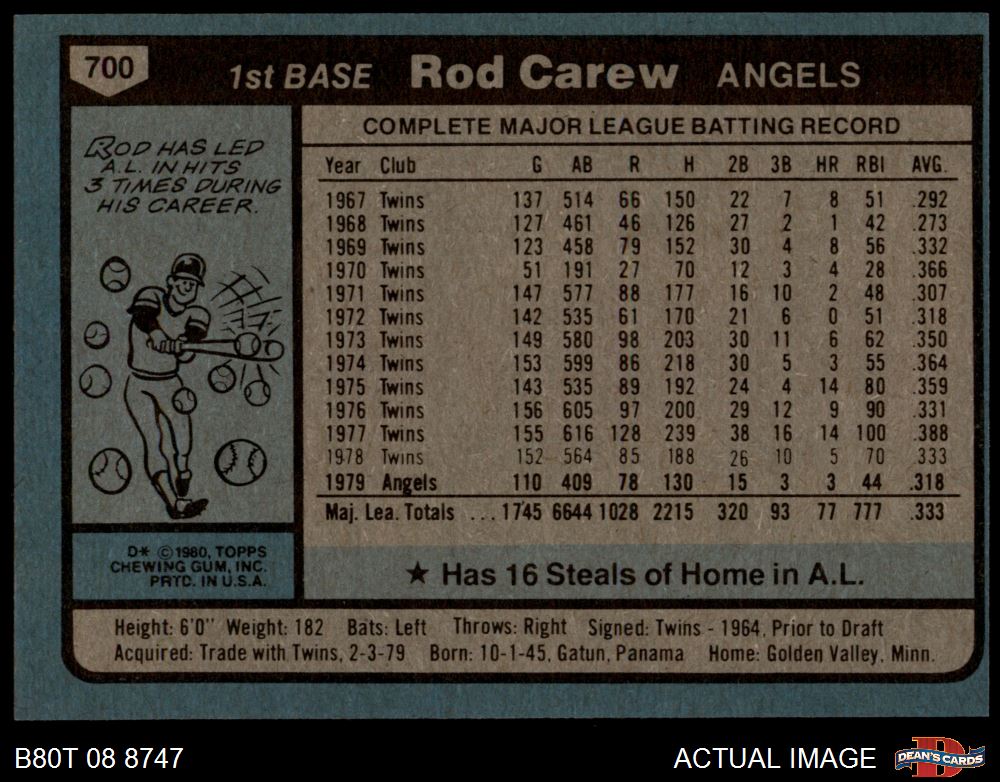 700 1st BASE Rod Carew ANGELS
ROD HAS LED
A.L. IN HITS
3 TIMES DURING
HIS CAREER.
COMPLETE MAJOR LEAGUE BATTING RECORD
Year Club G AB R H 2B 3B HR RBI AVG.
1967 Twins 137 514 66 150 22 7 8 51 .292
1968 Twins 127 461 46 126 27 2 1 42 .273
1969 Twins 123 458 79 152 30 4 8 56 .332
1970 Twins 51 191 27 70 12 3 4 28 .366
1971 Twins 147 577 88 177 16 10 2 48 .307
1972 Twins 142 535 61 170 21 6 0 51 .318
1973 Twins 149 580 98 203 30 11 6 62 .350
1974 Twins 153 599 86 218 30 5 3 55 .364
1975 Twins 143 535 89 192 24 4 14 80 .359
1976 Twins 156 605 97 200 29 12 9 90 .331
1977 Twins 155 616 128 239 38 16 14 100 .388
1978 Twins 152 564 85 188 26 10 5 70 .333
1979 Angels 110 409 78 130 15 3 3 44 .318
Maj. Lea. Totals ... 1745 6644 1028 2215 320 93 77 777 .333
D* © 1980, TOPPS
CHEWING GUM, INC.
PRTD. IN U.S.A.
★ Has 16 Steals of Home in A.L.
Height: 6'0" Weight: 182 Bats: Left Throws: Right Signed: Twins - 1964, Prior to Draft
Acquired: Trade with Twins, 2-3-79 Born: 10-1-45, Gatun, Panama Home: Golden Valley, Minn.
B80T 08 8747 ACTUAL IMAGE DEAN'S CARDS